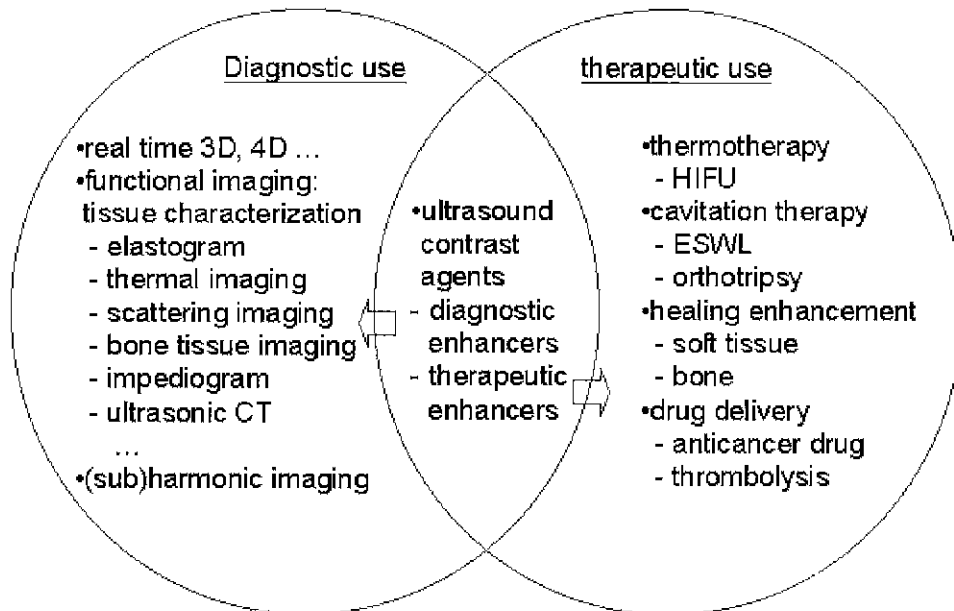 Diagnostic use
•real time 3D, 4D ...
•functional imaging:
tissue characterization
- elastogram
- thermal imaging
- scattering imaging
- bone tissue imaging
- impediogram
- ultrasonic CT
...
•(sub)harmonic imaging
•ultrasound
contrast
agents
- diagnostic
enhancers
- therapeutic
enhancers
therapeutic use
•thermotherapy
- HIFU
•cavitation therapy
- ESWL
- orthotripsy
•healing enhancement
- soft tissue
- bone
•drug delivery
- anticancer drug
- thrombolysis